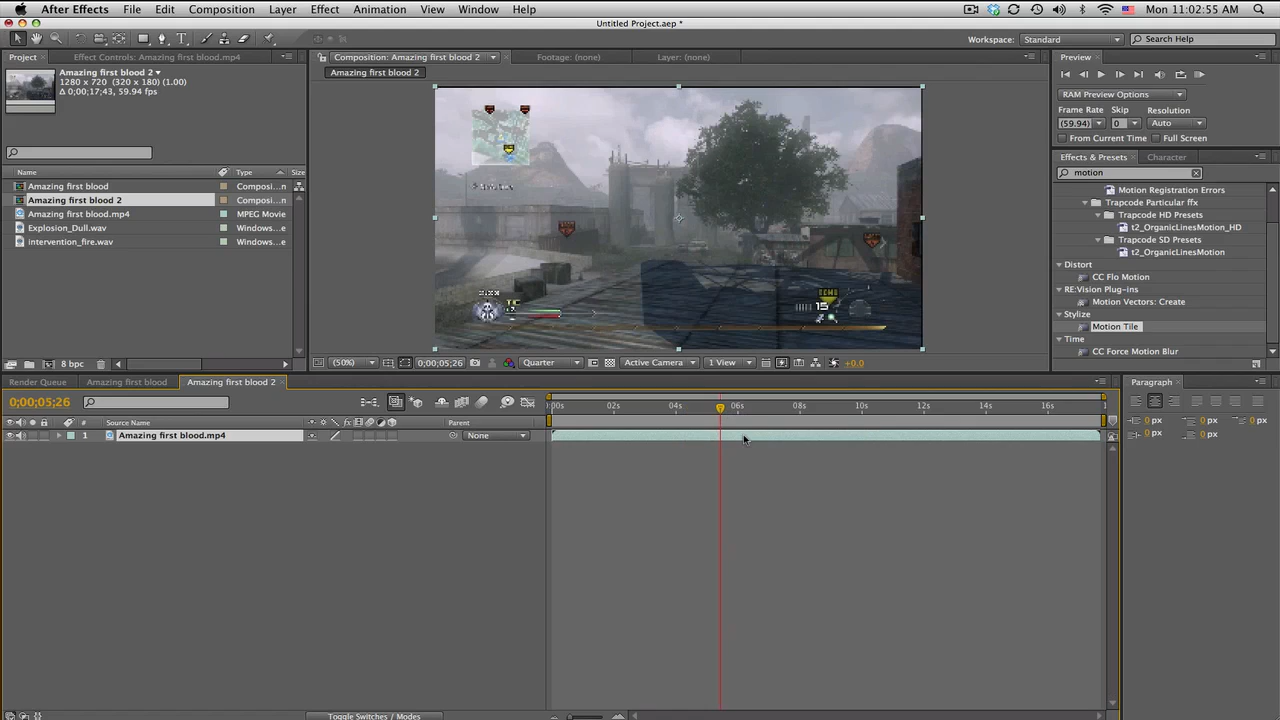 After Effects File Edit Composition Layer Effect Animation View Window Help Mon 11:02:55 AM
Untitled Project.aep *
Workspace: Standard Search Help
Project Effect Controls: Amazing first blood.mp4 Composition: Amazing first blood 2 Footage: (none) Layer: (none) Preview
Amazing first blood 2
Amazing first blood 2
1280 x 720 (320 x 180) (1.00)
Δ 0;00;17;43, 59.94 fps
RAM Preview Options
Frame Rate Skip Resolution
(59.94) 0 Auto
From Current Time Full Screen
Effects & Presets Character
motion
Name Type Size
Amazing first blood Composi...n
Amazing first blood 2 Composi...n
Amazing first blood.mp4 MPEG Movie
Explosion_Dull.wav Windows...e
intervention_fire.wav Windows...e
Motion Registration Errors
Trapcode Particular ffx
Trapcode HD Presets
t2_OrganicLinesMotion_HD
Trapcode SD Presets
t2_OrganicLinesMotion
Distort
CC Flo Motion
RE:Vision Plug-ins
Motion Vectors: Create
Stylize
Motion Tile
Time
CC Force Motion Blur
15
8 bpc
(50%) 0;00;05;26 Quarter Active Camera 1 View +0.0
Render Queue Amazing first blood Amazing first blood 2 Paragraph
0;00;05;26
:00s 02s 04s 06s 08s 10s 12s 14s 16s 1
# Source Name Parent
1 Amazing first blood.mp4 None
0 px 0 px 0 px
0 px 0 px
Toggle Switches / Modes